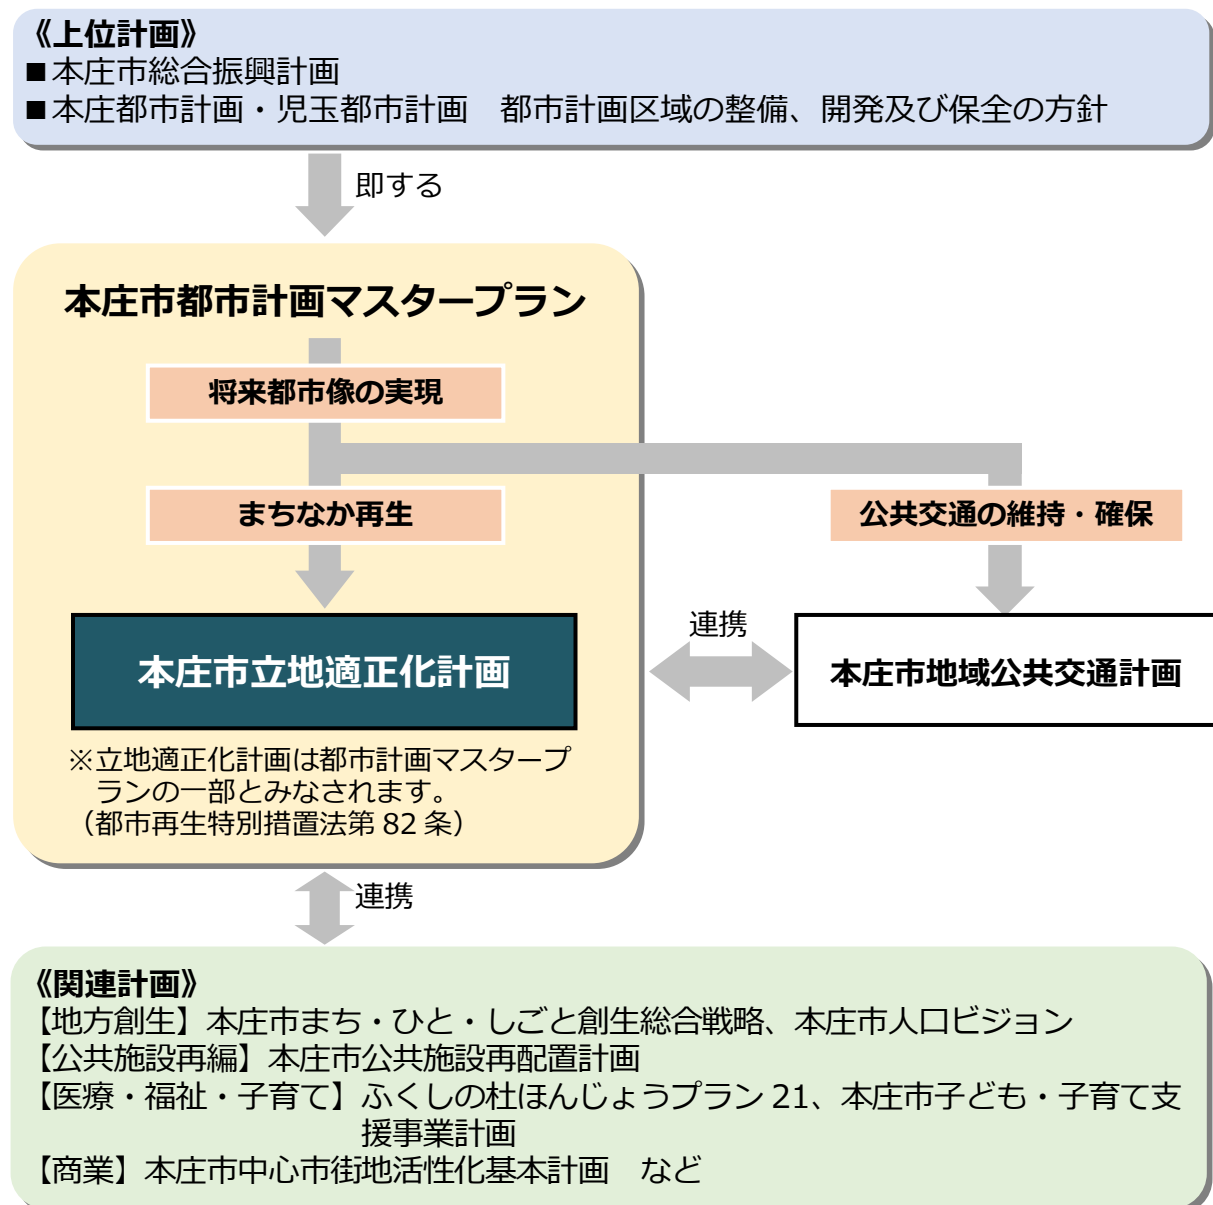 《上位計画》
■本庄市総合振興計画
■本庄都市計画・児玉都市計画　都市計画区域の整備、開発及び保全の方針
即する
本庄市都市計画マスタープラン
将来都市像の実現
まちなか再生
公共交通の維持・確保
本庄市立地適正化計画
連携
本庄市地域公共交通計画
※立地適正化計画は都市計画マスタープ
ランの一部とみなされます。
（都市再生特別措置法第 82 条）
連携
《関連計画》
【地方創生】本庄市まち・ひと・しごと創生総合戦略、本庄市人口ビジョン
【公共施設再編】本庄市公共施設再配置計画
【医療・福祉・子育て】ふくしの杜ほんじょうプラン 21、本庄市子ども・子育て支
援事業計画
【商業】本庄市中心市街地活性化基本計画　など